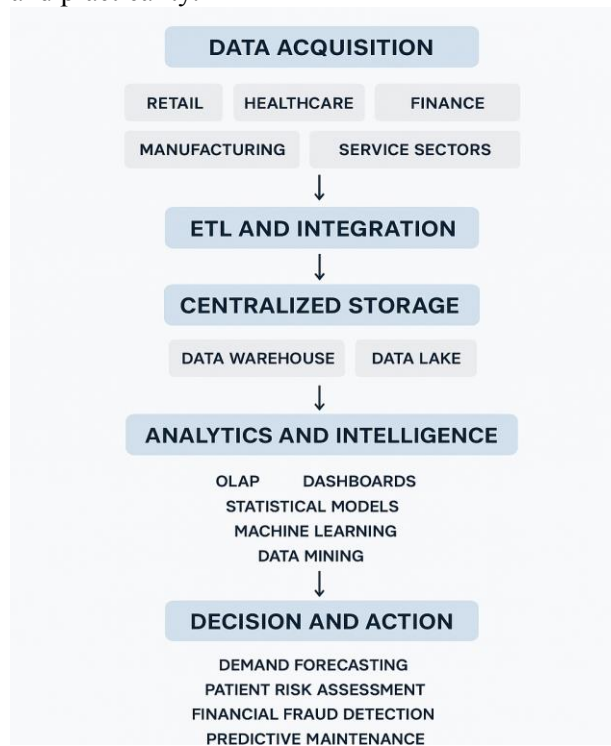 DATA ACQUISITION
RETAIL HEALTHCARE FINANCE
MANUFACTURING SERVICE SECTORS
ETL AND INTEGRATION
CENTRALIZED STORAGE
DATA WAREHOUSE DATA LAKE
ANALYTICS AND INTELLIGENCE
OLAP DASHBOARDS
STATISTICAL MODELS
MACHINE LEARNING
DATA MINING
DECISION AND ACTION
DEMAND FORECASTING
PATIENT RISK ASSESSMENT
FINANCIAL FRAUD DETECTION
PREDICTIVE MAINTENANCE